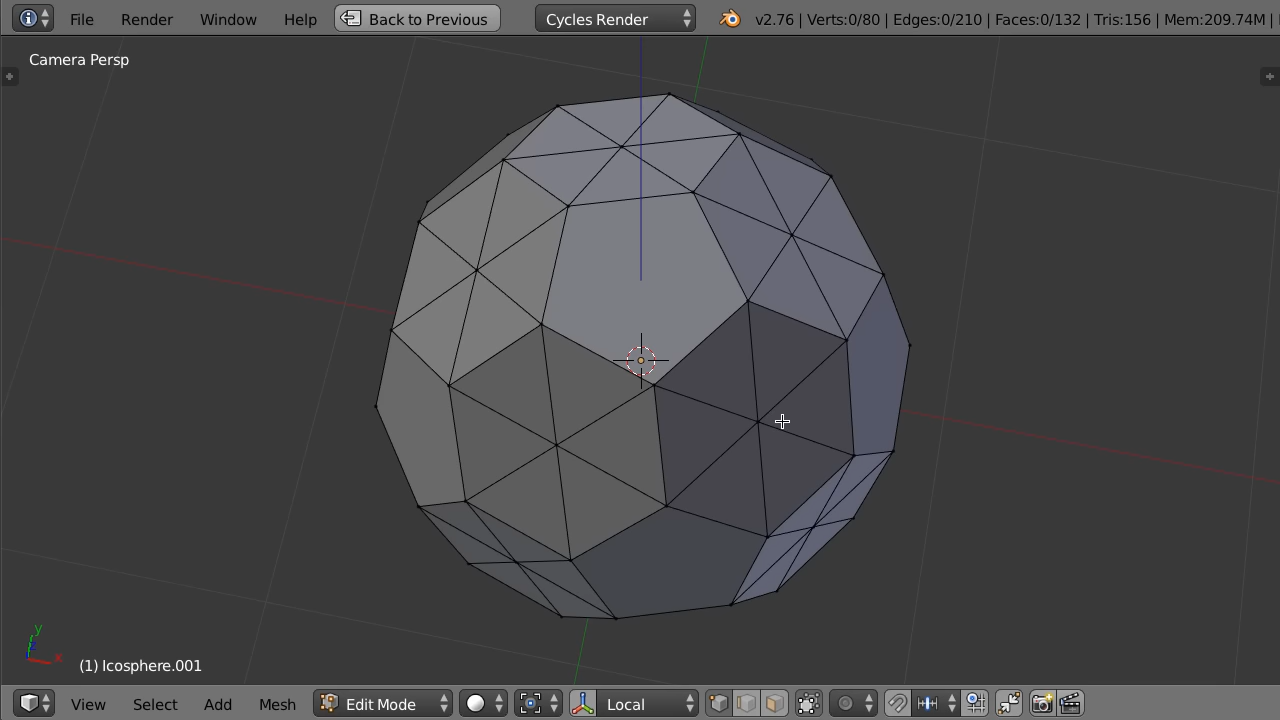 File Render Window Help Back to Previous Cycles Render v2.76 | Verts:0/80 | Edges:0/210 | Faces:0/132 | Tris:156 | Mem:209.74M |
Camera Persp
y
z
x
(1) Icosphere.001
View Select Add Mesh Edit Mode Local